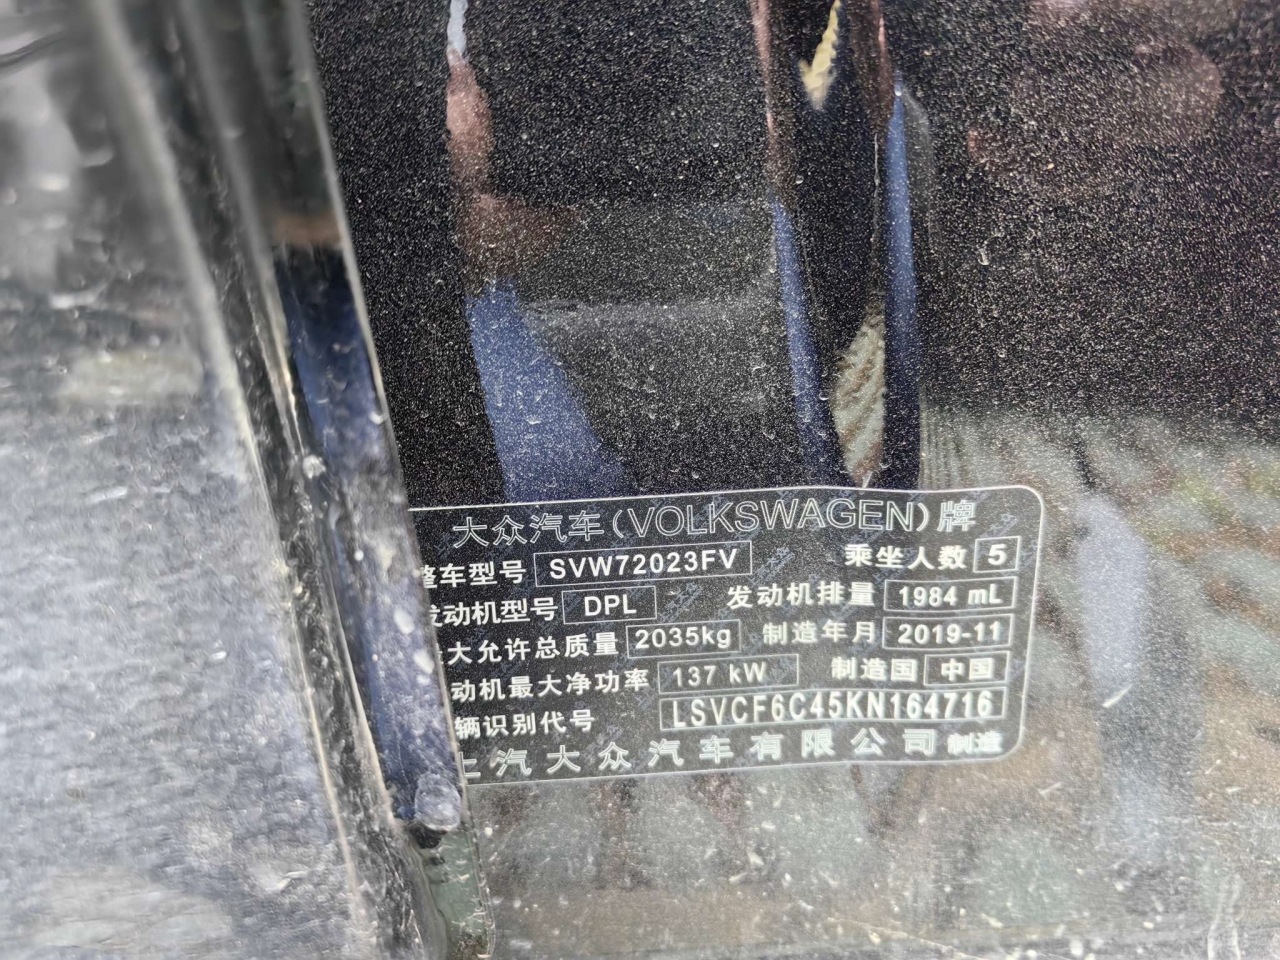 大众汽车(VOLKSWAGEN)牌
整车型号 SVW72023FV 乘坐人数 5
发动机型号 DPL 发动机排量 1984 mL
大允许总质量 2035kg 制造年月 2019-11
动机最大净功率 137 kW 制造国 中国
辆识别代号 LSVCF6C45KN164716
上汽大众汽车有限公司制造